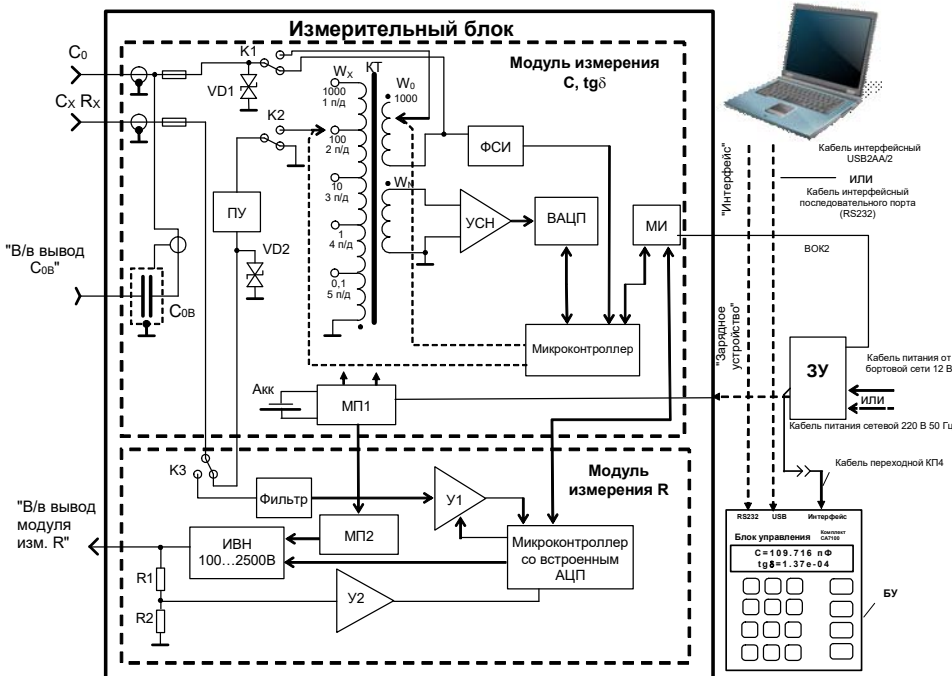 Измерительный блок
Модуль измерения
C, tgδ
C₀
Cx Rx
"В/в вывод
C₀В"
C₀В
VD1
K1
K2
ПУ
VD2
Wx
1000
1 п/д
100
2 п/д
10
3 п/д
1
4 п/д
0,1
5 п/д
КТ
W₀
1000
WN
ФСИ
УСН
ВАЦП
МИ
Микроконтроллер
Акк
МП1
K3
Модуль
измерения R
Фильтр
МП2
У1
"В/в вывод
модуля
изм. R"
ИВН
100...2500В
Микроконтроллер
со встроенным
АЦП
R1
R2
У2
"Интерфейс"
Кабель интерфейсный
USB2AA/2
ИЛИ
Кабель интерфейсный
последовательного порта
(RS232)
ВОК2
"Зарядное
устройство"
ЗУ
Кабель питания от
бортовой сети 12 В
ИЛИ
Кабель питания сетевой 220 В 50 Гц
Кабель переходной КП4
RS232 USB Интерфейс
Блок управления
Комплект
СА7100
C=109.716 пФ
tgδ=1.37e-04
БУ